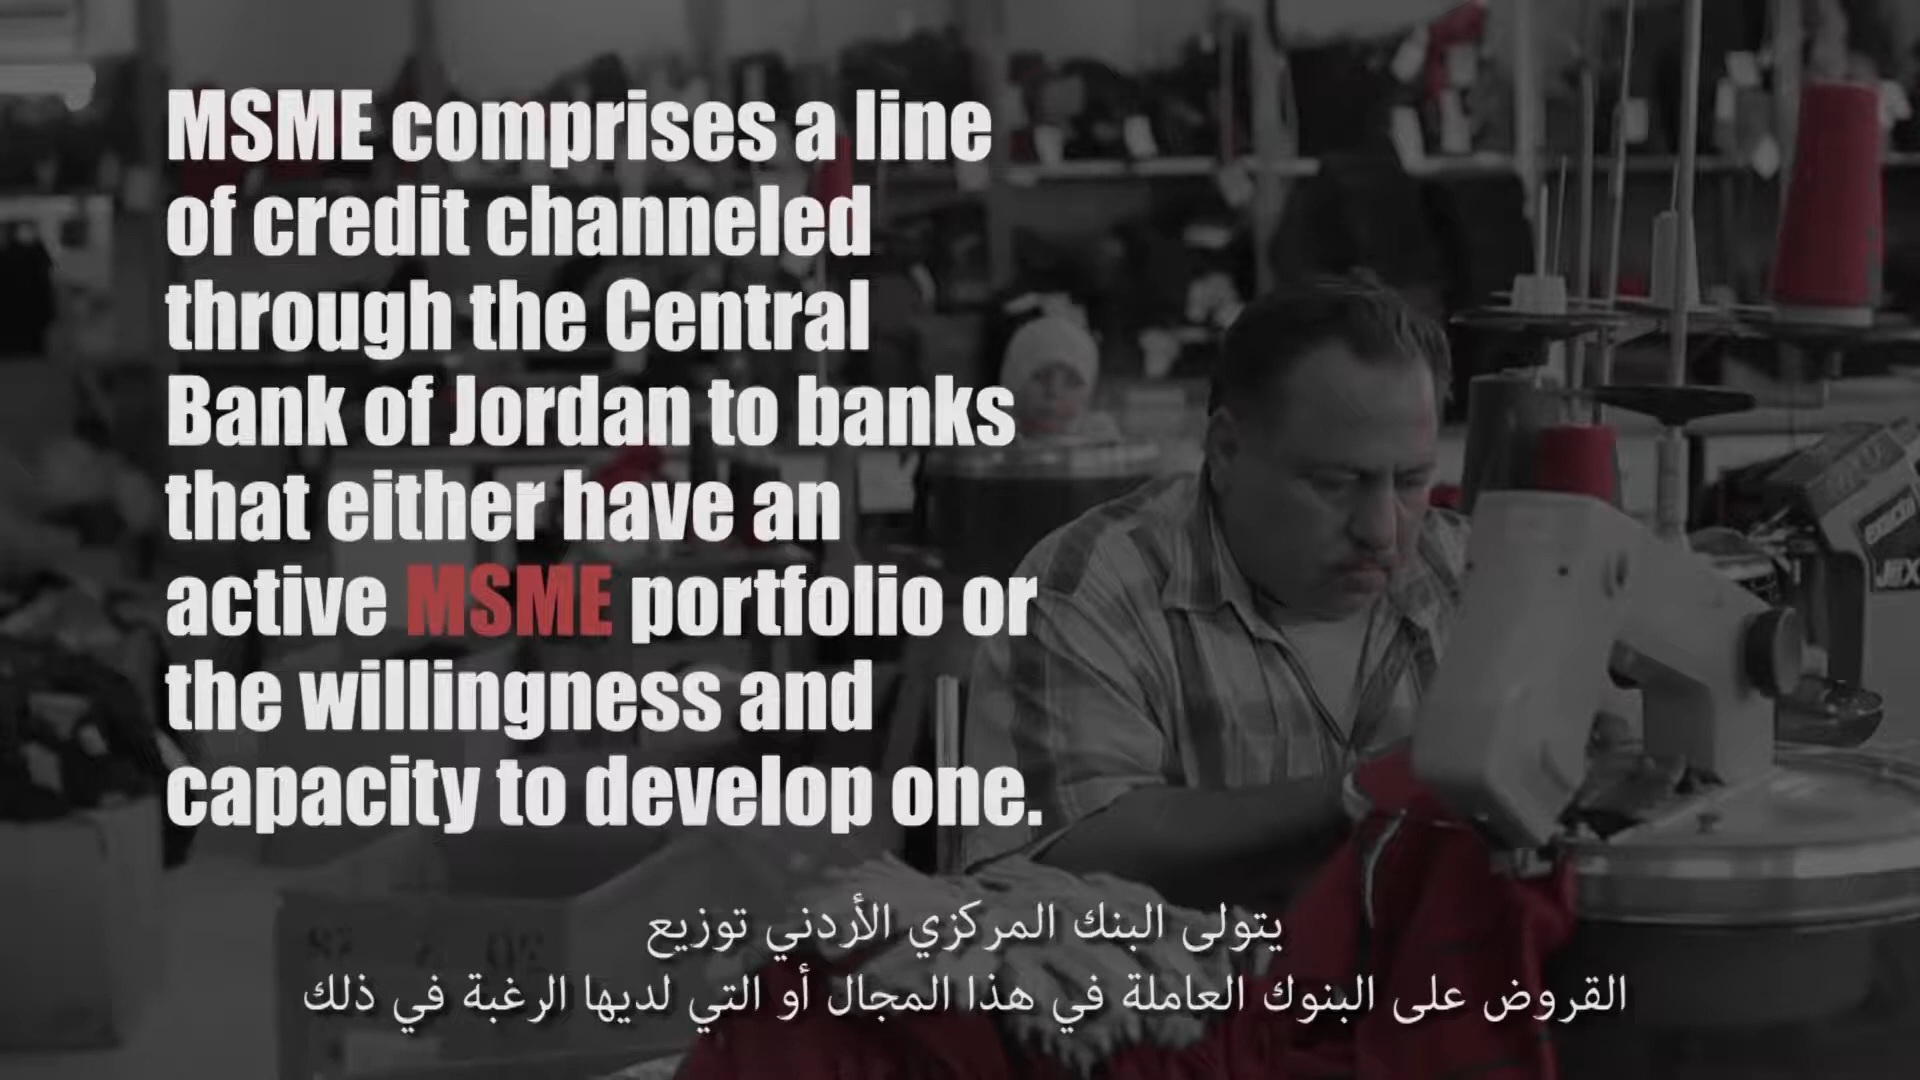 MSME comprises a line
of credit channeled
through the Central
Bank of Jordan to banks
that either have an
active MSME portfolio or
the willingness and
capacity to develop one.
يتولى البنك المركزي الأردني توزيع
القروض على البنوك العاملة في هذا المجال أو التي لديها الرغبة في ذلك